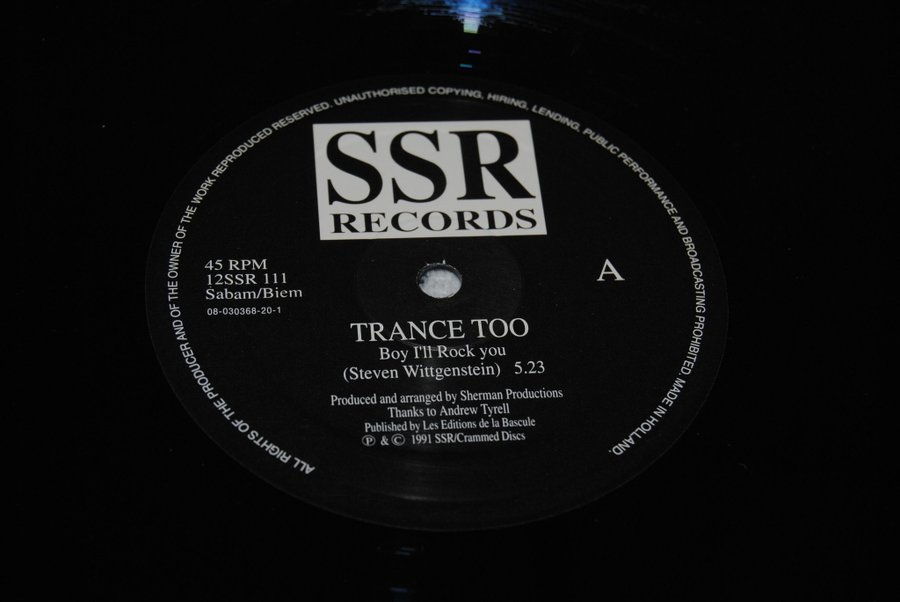 ALL RIGHTS OF THE PRODUCER AND OF THE OWNER OF THE WORK REPRODUCED RESERVED. UNAUTHORISED COPYING, HIRING, LENDING, PUBLIC PERFORMANCE AND BROADCASTING PROHIBITED MADE IN HOLLAND.
SSR
RECORDS
45 RPM
12SSR 111
Sabam/Biem
08-030368-20-1
A
TRANCE TOO
Boy I'll Rock you
(Steven Wittgenstein) 5.23
Produced and arranged by Sherman Productions
Thanks to Andrew Tyrell
Published by Les Editions de la Bascule
℗ & © 1991 SSR/Crammed Discs